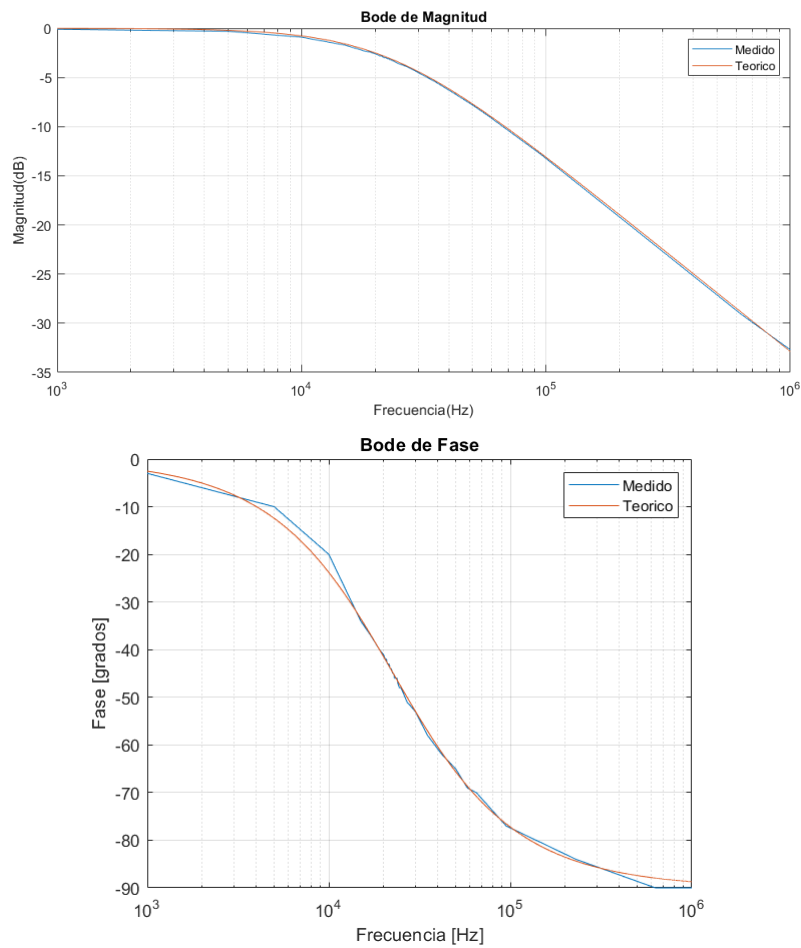 Bode de Magnitud
0
-5
-10
-15
-20
-25
-30
-35
Magnitud(dB)
Medido
Teorico
10^3
10^4
10^5
10^6
Frecuencia(Hz)
Bode de Fase
0
-10
-20
-30
-40
-50
-60
-70
-80
-90
Fase [grados]
Medido
Teorico
10^3
10^4
10^5
10^6
Frecuencia [Hz]